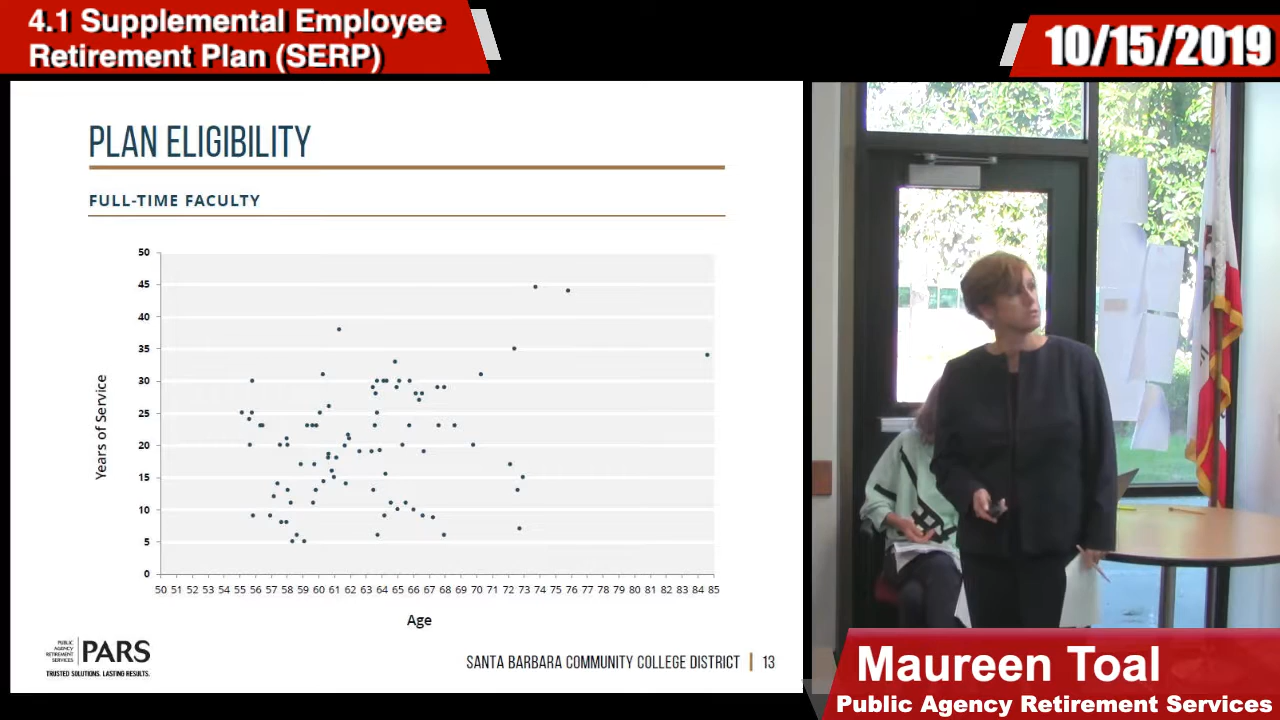 4.1 Supplemental Employee
Retirement Plan (SERP)
10/15/2019
PLAN ELIGIBILITY
FULL-TIME FACULTY
50
45
40
35
30
25
20
15
10
5
0
Years of Service
50 51 52 53 54 55 56 57 58 59 60 61 62 63 64 65 66 67 68 69 70 71 72 73 74 75 76 77 78 79 80 81 82 83 84 85
Age
PUBLIC
AGENCY
RETIREMENT
SERVICES
PARS
TRUSTED SOLUTIONS. LASTING RESULTS.
SANTA BARBARA COMMUNITY COLLEGE DISTRICT | 13
Maureen Toal
Public Agency Retirement Services